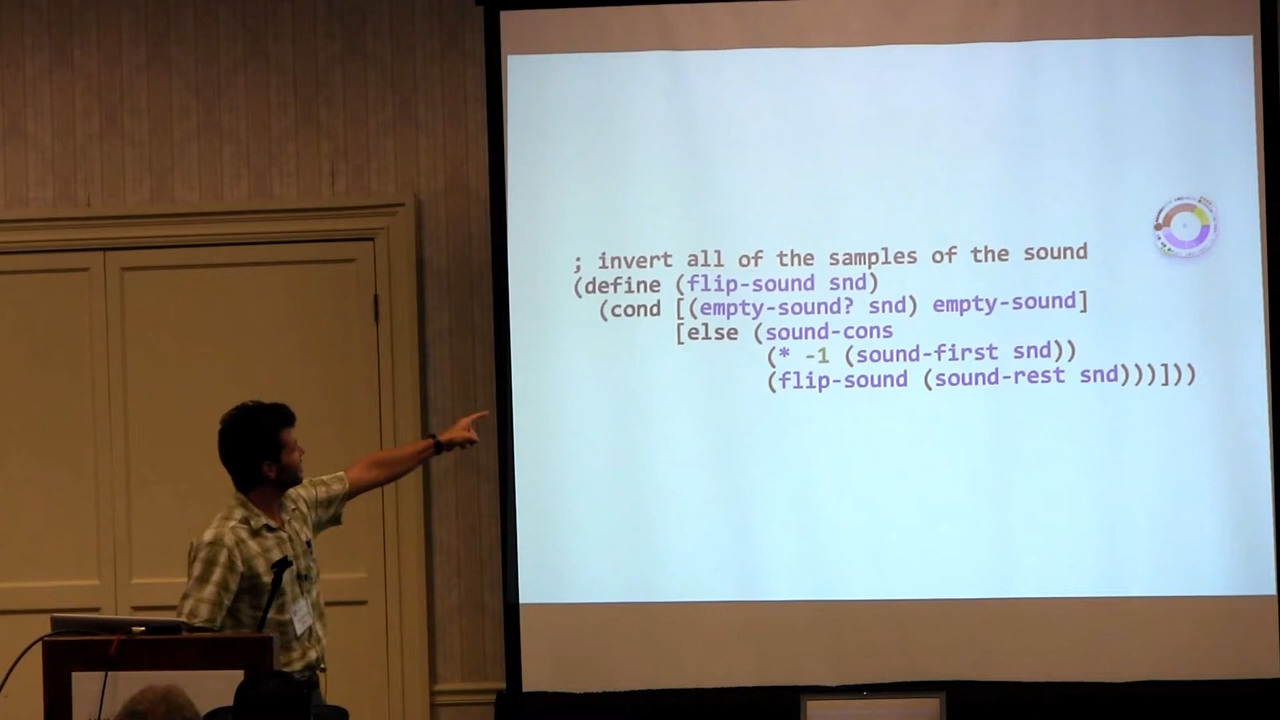 ; invert all of the samples of the sound
(define (flip-sound snd)
(cond [(empty-sound? snd) empty-sound]
[else (sound-cons
(* -1 (sound-first snd))
(flip-sound (sound-rest snd)))]))